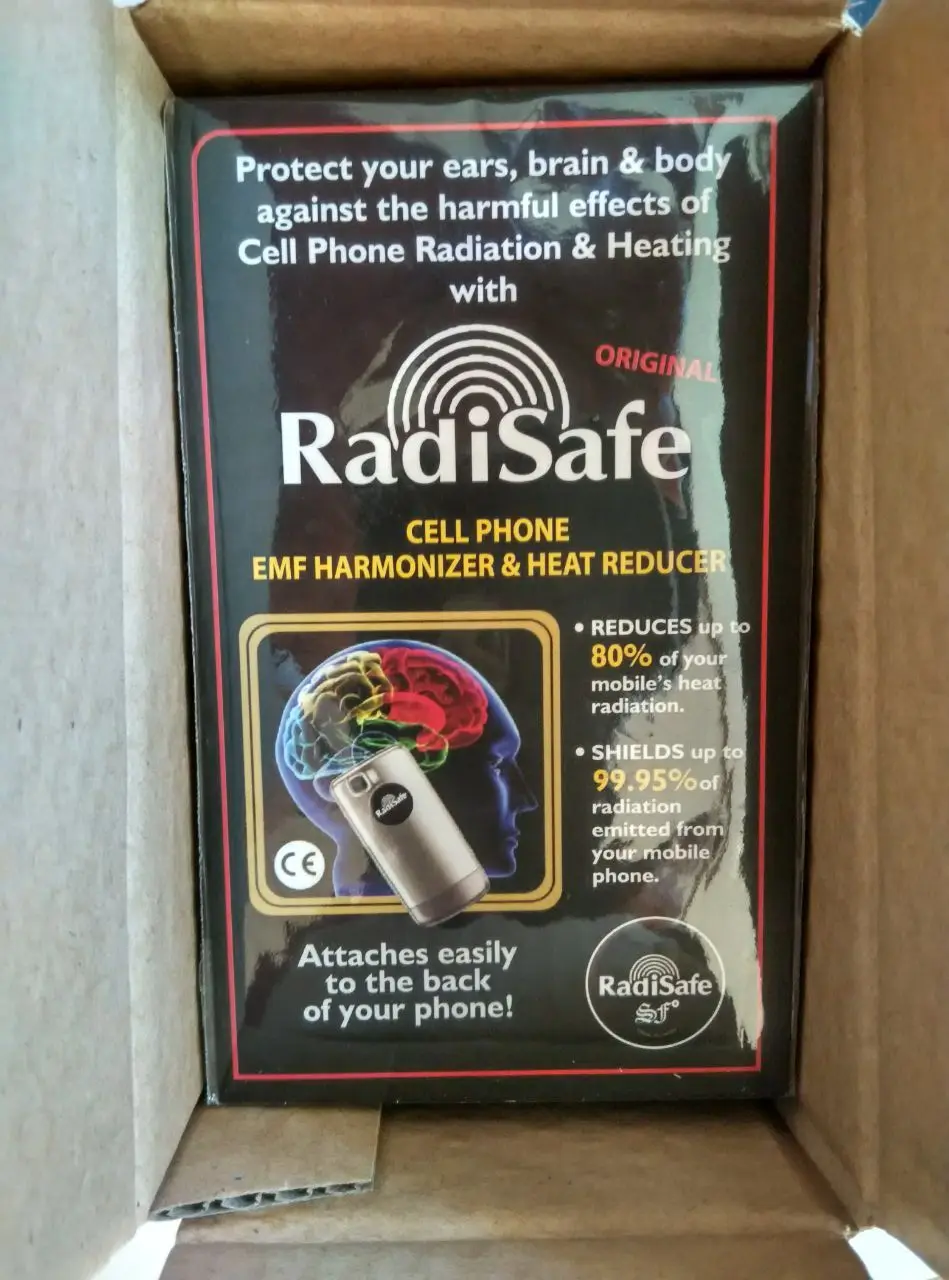 Protect your ears, brain & body
against the harmful effects of
Cell Phone Radiation & Heating
with
ORIGINAL
RadiSafe
CELL PHONE
EMF HARMONIZER & HEAT REDUCER
• REDUCES up to
80% of your
mobile's heat
radiation.
• SHIELDS up to
99.95% of
radiation
emitted from
your mobile
phone.
RadiSafe
CE
Attaches easily
to the back
of your phone!
RadiSafe
SF°